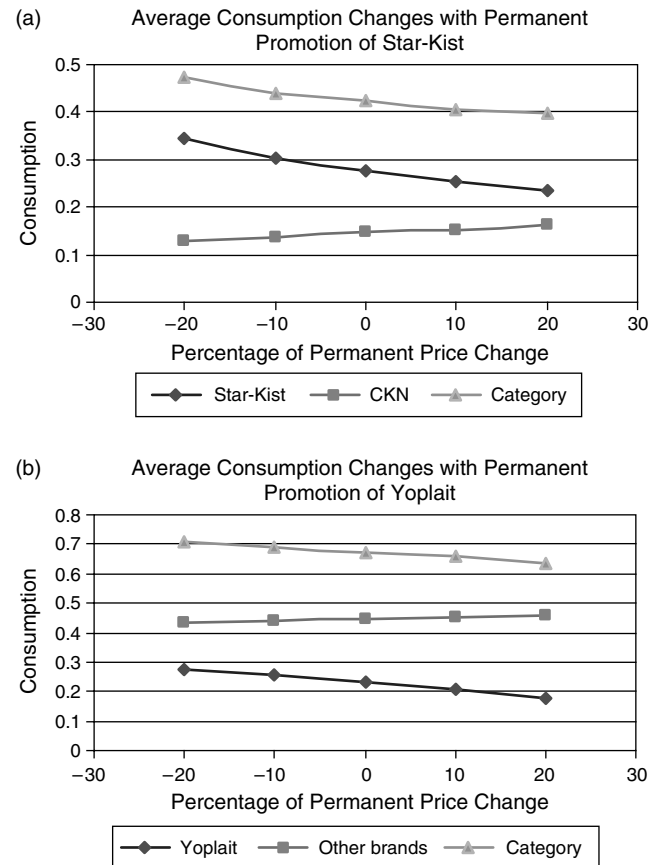 (a)
Average Consumption Changes with Permanent
Promotion of Star-Kist
0.5
0.4
0.3
0.2
0.1
0
Consumption
−30 −20 −10 0 10 20 30
Percentage of Permanent Price Change
Star-Kist CKN Category
(b)
Average Consumption Changes with Permanent
Promotion of Yoplait
0.8
0.7
0.6
0.5
0.4
0.3
0.2
0.1
0
Consumption
−30 −20 −10 0 10 20 30
Percentage of Permanent Price Change
Yoplait Other brands Category